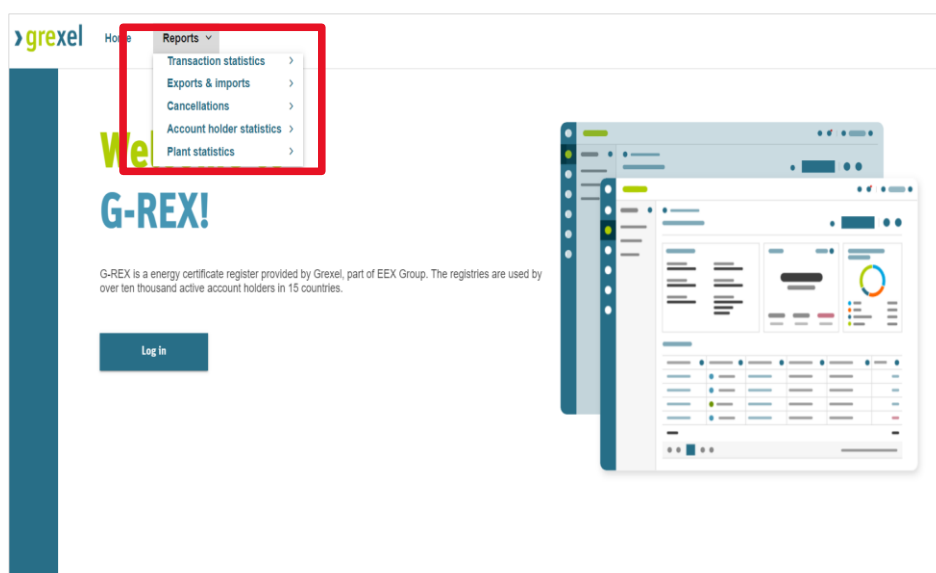 grexel
Home
Reports
Transaction statistics
Exports & imports
Cancellations
Account holder statistics
Plant statistics
G-REX!
G-REX is a energy certificate register provided by Grexel, part of EEX Group. The registries are used by
over ten thousand active account holders in 15 countries.
Log in